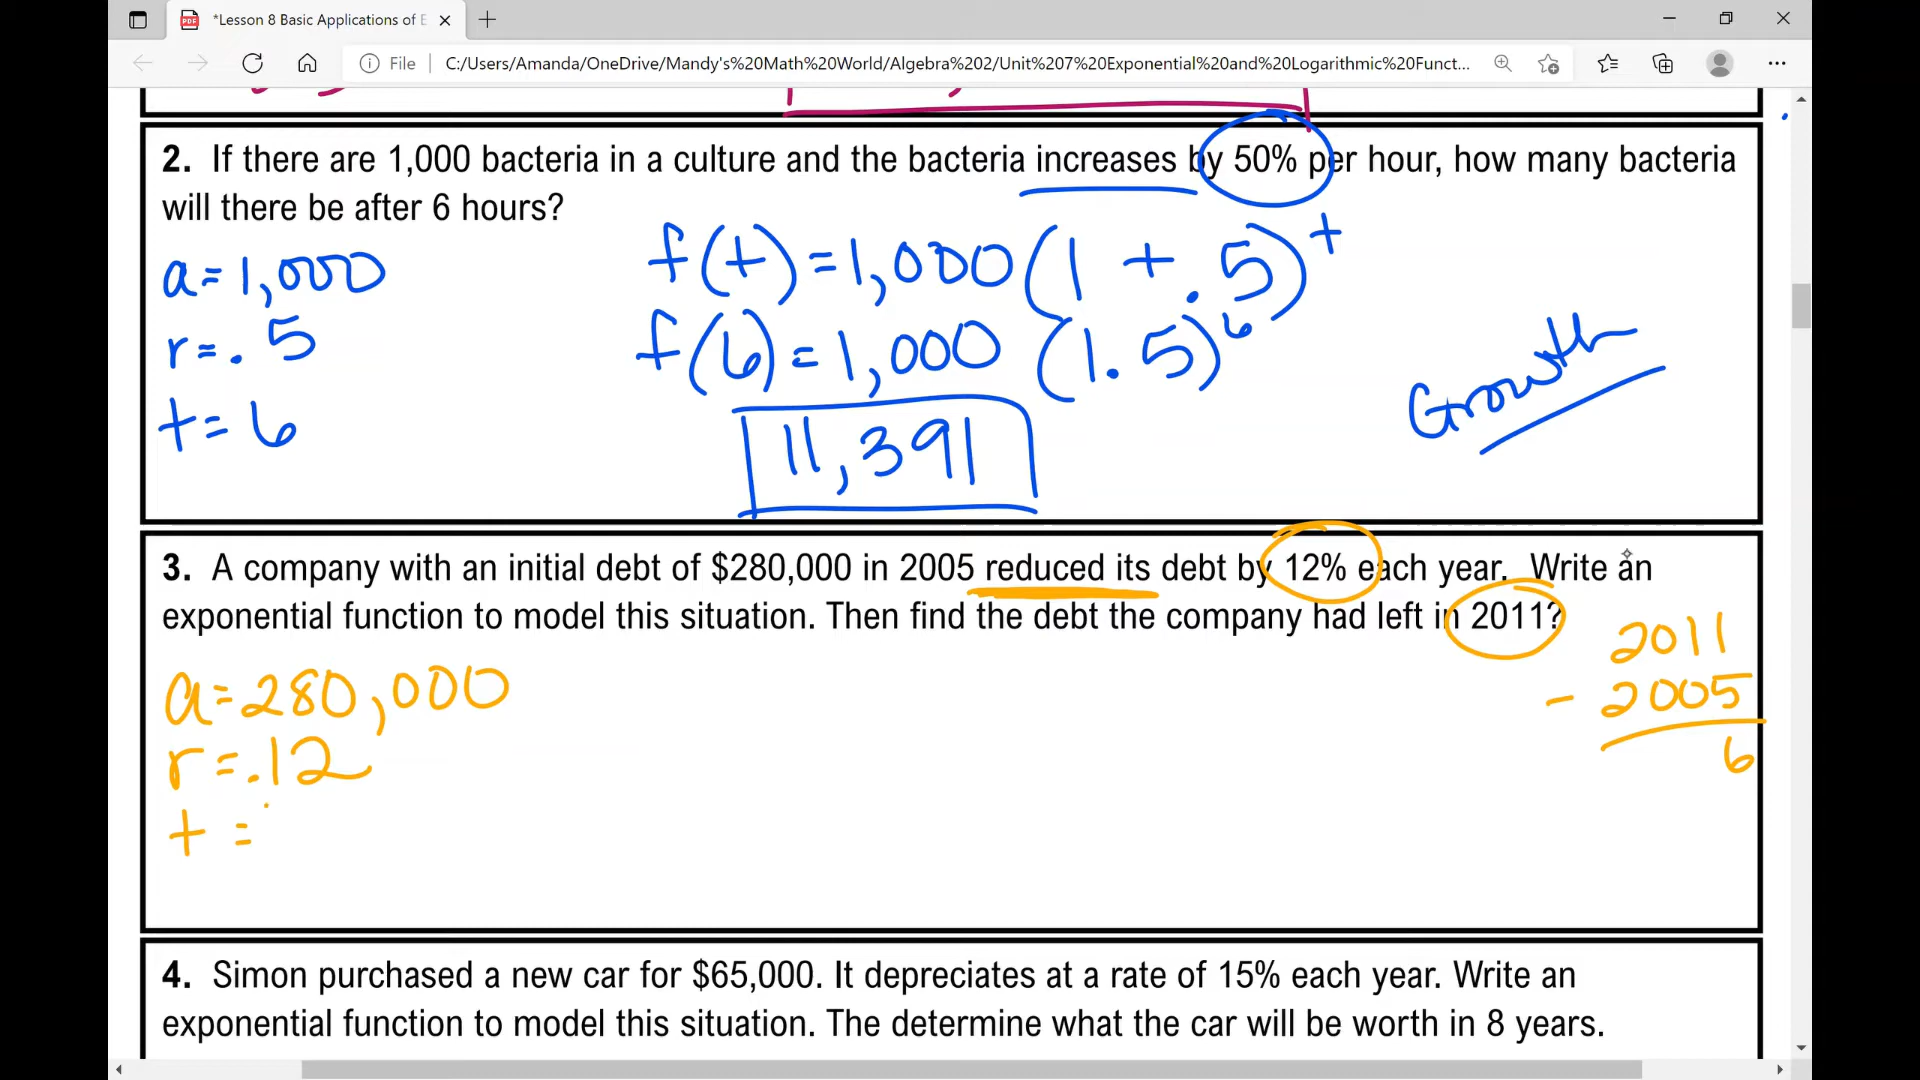 *Lesson 8 Basic Applications of E
File C:/Users/Amanda/OneDrive/Mandy's%20Math%20World/Algebra%202/Unit%207%20Exponential%20and%20Logarithmic%20Funct...
2. If there are 1,000 bacteria in a culture and the bacteria increases by 50% per hour, how many bacteria
will there be after 6 hours?
a=1,000
f(t)=1,000(1 + .5)^t
r=.5
f(6)=1,000 (1.5)^6
t=6
11,391
Growth
3. A company with an initial debt of $280,000 in 2005 reduced its debt by 12% each year. Write an
exponential function to model this situation. Then find the debt the company had left in 2011?
2011
- 2005
6
a=280,000
r=.12
t =
4. Simon purchased a new car for $65,000. It depreciates at a rate of 15% each year. Write an
exponential function to model this situation. The determine what the car will be worth in 8 years.